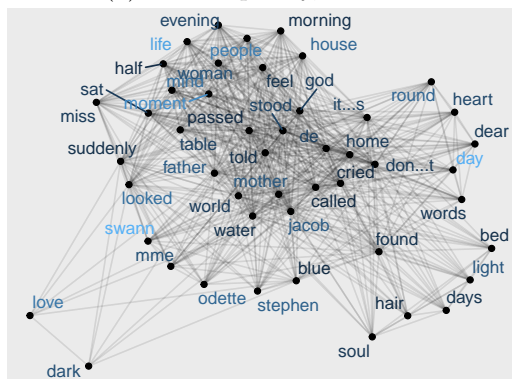 evening
morning
life
people
house
half
woman
mind
feel
god
sat
moment
miss
stood
it...s
round
heart
passed
suddenly
table
de
home
dear
told
father
don...t
day
looked
mother
cried
world
called
words
swann
water
jacob
found
bed
mme
blue
light
love
odette
stephen
hair
days
soul
dark